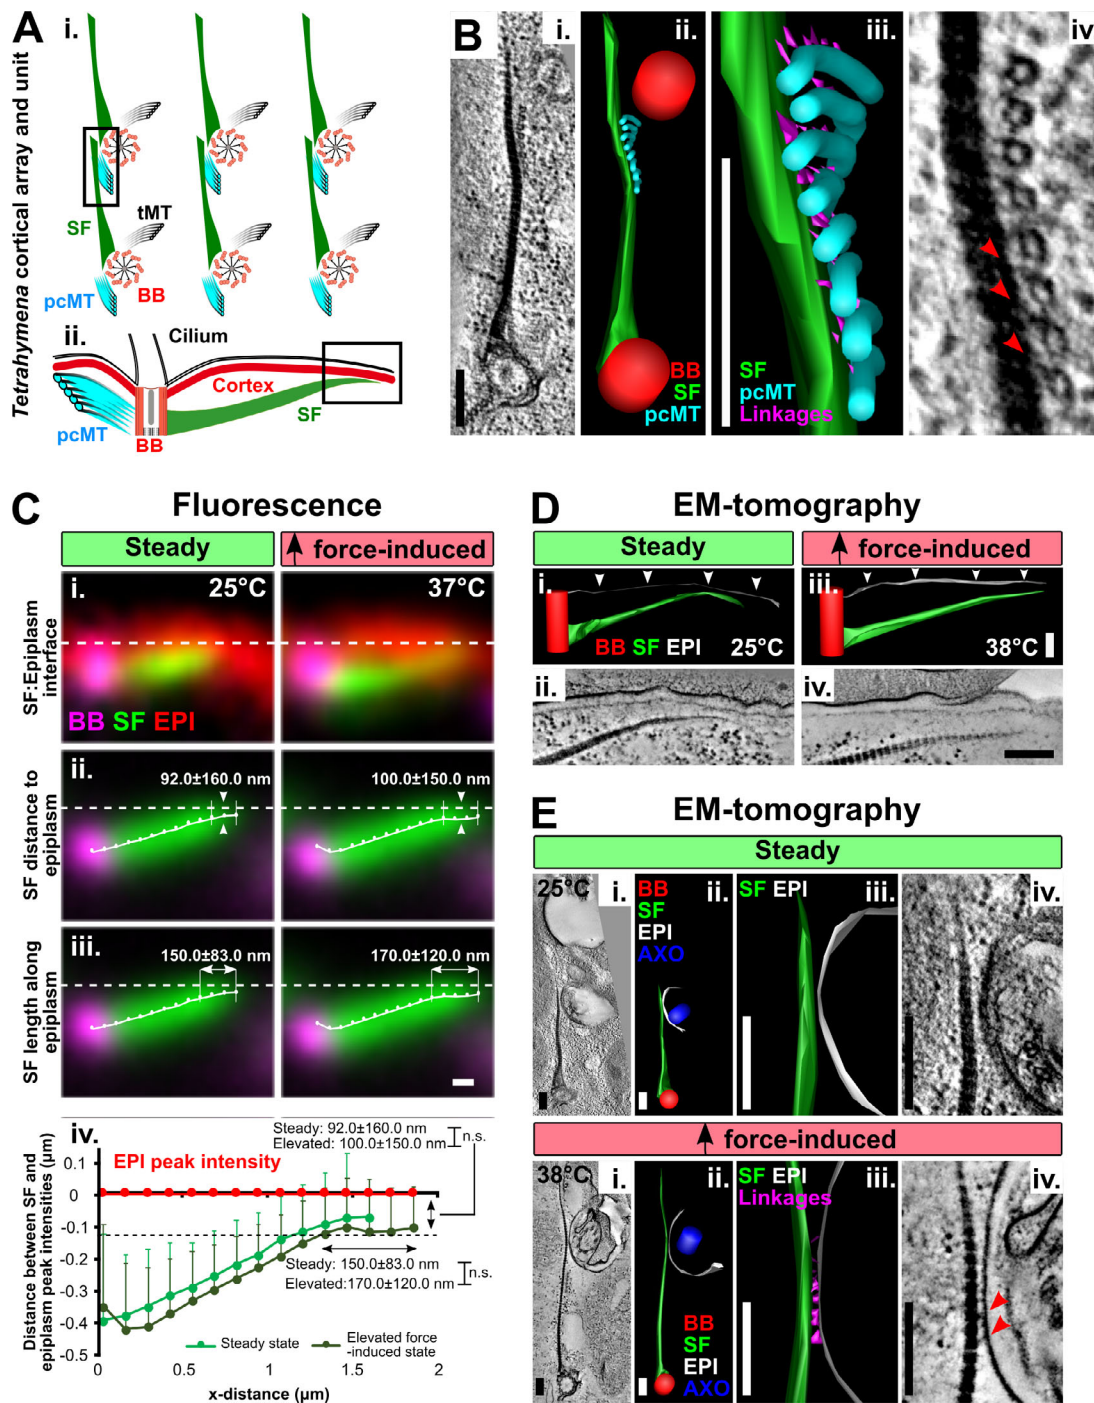 A
Tetrahymena cortical array and unit
i.
tMT
SF
pcMT
BB
ii.
Cilium
Cortex
SF
pcMT
BB
B
i.
ii.
BB
SF
pcMT
iii.
SF
pcMT
Linkages
iv.
C
Fluorescence
Steady
force-induced
SF:Epiplasm
interface
i.
25°C
37°C
BB SF EPI
SF distance to
epiplasm
ii.
92.0±160.0 nm
100.0±150.0 nm
SF length along
epiplasm
iii.
150.0±83.0 nm
170.0±120.0 nm
iv.
Steady: 92.0±160.0 nm
Elevated: 100.0±150.0 nm
n.s.
EPI peak intensity
Distance between SF and
epiplasm peak intensities (µm)
0.1
0
-0.1
-0.2
-0.3
-0.4
-0.5
Steady: 150.0±83.0 nm
Elevated:170.0±120.0 nm
n.s.
Steady state
Elevated force
-induced state
0
0.5
1
1.5
2
x-distance (µm)
D
EM-tomography
Steady
force-induced
i.
BB SF EPI
25°C
iii.
38°C
ii.
iv.
E
EM-tomography
Steady
25°C
i.
ii.
BB
SF
EPI
AXO
SF EPI
iii.
iv.
force-induced
38°C
i.
ii.
BB
SF
EPI
AXO
SF EPI
Linkages
iii.
iv.